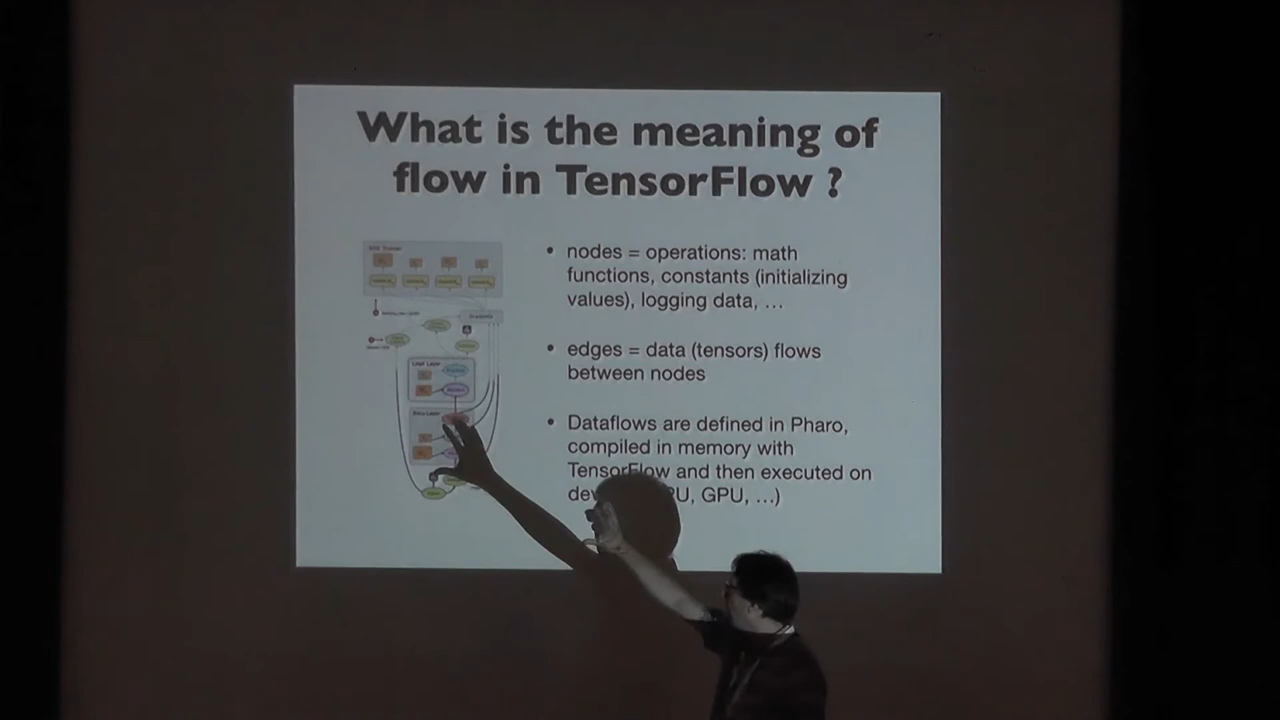 What is the meaning of
flow in TensorFlow ?
• nodes = operations: math
functions, constants (initializing
values), logging data, …
• edges = data (tensors) flows
between nodes
• Dataflows are defined in Pharo,
compiled in memory with
TensorFlow and then executed on
GPU, …)
Logit Layer